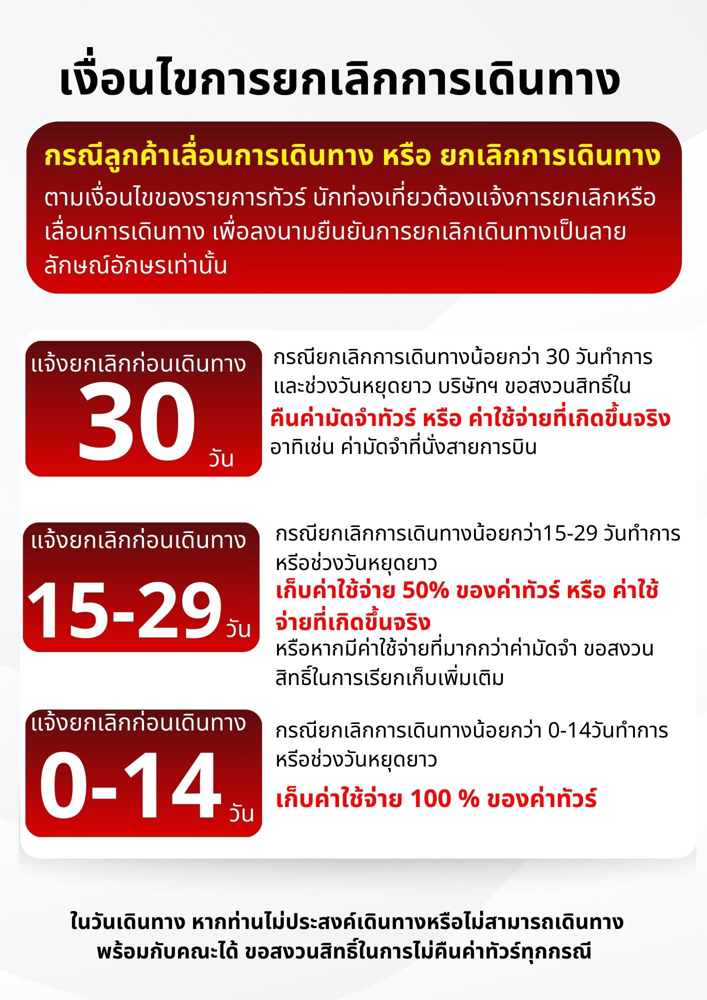 เงื่อนไขการยกเลิกการเดินทาง
กรณีลูกค้าเลื่อนการเดินทาง หรือ ยกเลิกการเดินทาง
ตามเงื่อนไขของรายการทัวร์ นักท่องเที่ยวต้องแจ้งการยกเลิกหรือ
เลื่อนการเดินทาง เพื่อลงนามยืนยันการยกเลิกเดินทางเป็นลาย
ลักษณ์อักษรเท่านั้น
แจ้งยกเลิกก่อนเดินทาง
30 วัน
กรณียกเลิกการเดินทางน้อยกว่า 30 วันทำการ
และช่วงวันหยุดยาว บริษัทฯ ขอสงวนสิทธิ์ใน
คืนค่ามัดจำทัวร์ หรือ ค่าใช้จ่ายที่เกิดขึ้นจริง
อาทิเช่น ค่ามัดจำที่นั่งสายการบิน
แจ้งยกเลิกก่อนเดินทาง
15-29 วัน
กรณียกเลิกการเดินทางน้อยกว่า15-29 วันทำการ
หรือช่วงวันหยุดยาว
เก็บค่าใช้จ่าย 50% ของค่าทัวร์ หรือ ค่าใช้
จ่ายที่เกิดขึ้นจริง
หรือหากมีค่าใช้จ่ายที่มากกว่าค่ามัดจำ ขอสงวน
สิทธิ์ในการเรียกเก็บเพิ่มเติม
แจ้งยกเลิกก่อนเดินทาง
0-14 วัน
กรณียกเลิกการเดินทางน้อยกว่า 0-14วันทำการ
หรือช่วงวันหยุดยาว
เก็บค่าใช้จ่าย 100 % ของค่าทัวร์
ในวันเดินทาง หากท่านไม่ประสงค์เดินทางหรือไม่สามารถเดินทาง
พร้อมกับคณะได้ ขอสงวนสิทธิ์ในการไม่คืนค่าทัวร์ทุกกรณี